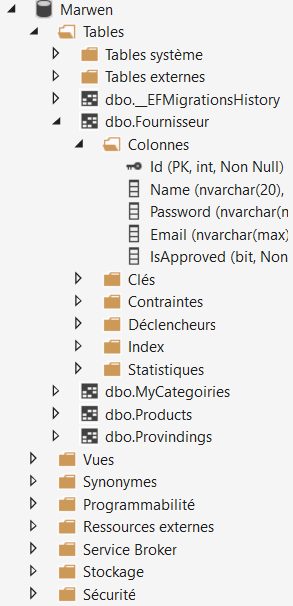 Marwen
Tables
Tables système
Tables externes
dbo.__EFMigrationsHistory
dbo.Fournisseur
Colonnes
Id (PK, int, Non Null)
Name (nvarchar(20),
Password (nvarchar(m
Email (nvarchar(max)
IsApproved (bit, Non
Clés
Contraintes
Déclencheurs
Index
Statistiques
dbo.MyCategoiries
dbo.Products
dbo.Provindings
Vues
Synonymes
Programmabilité
Ressources externes
Service Broker
Stockage
Sécurité